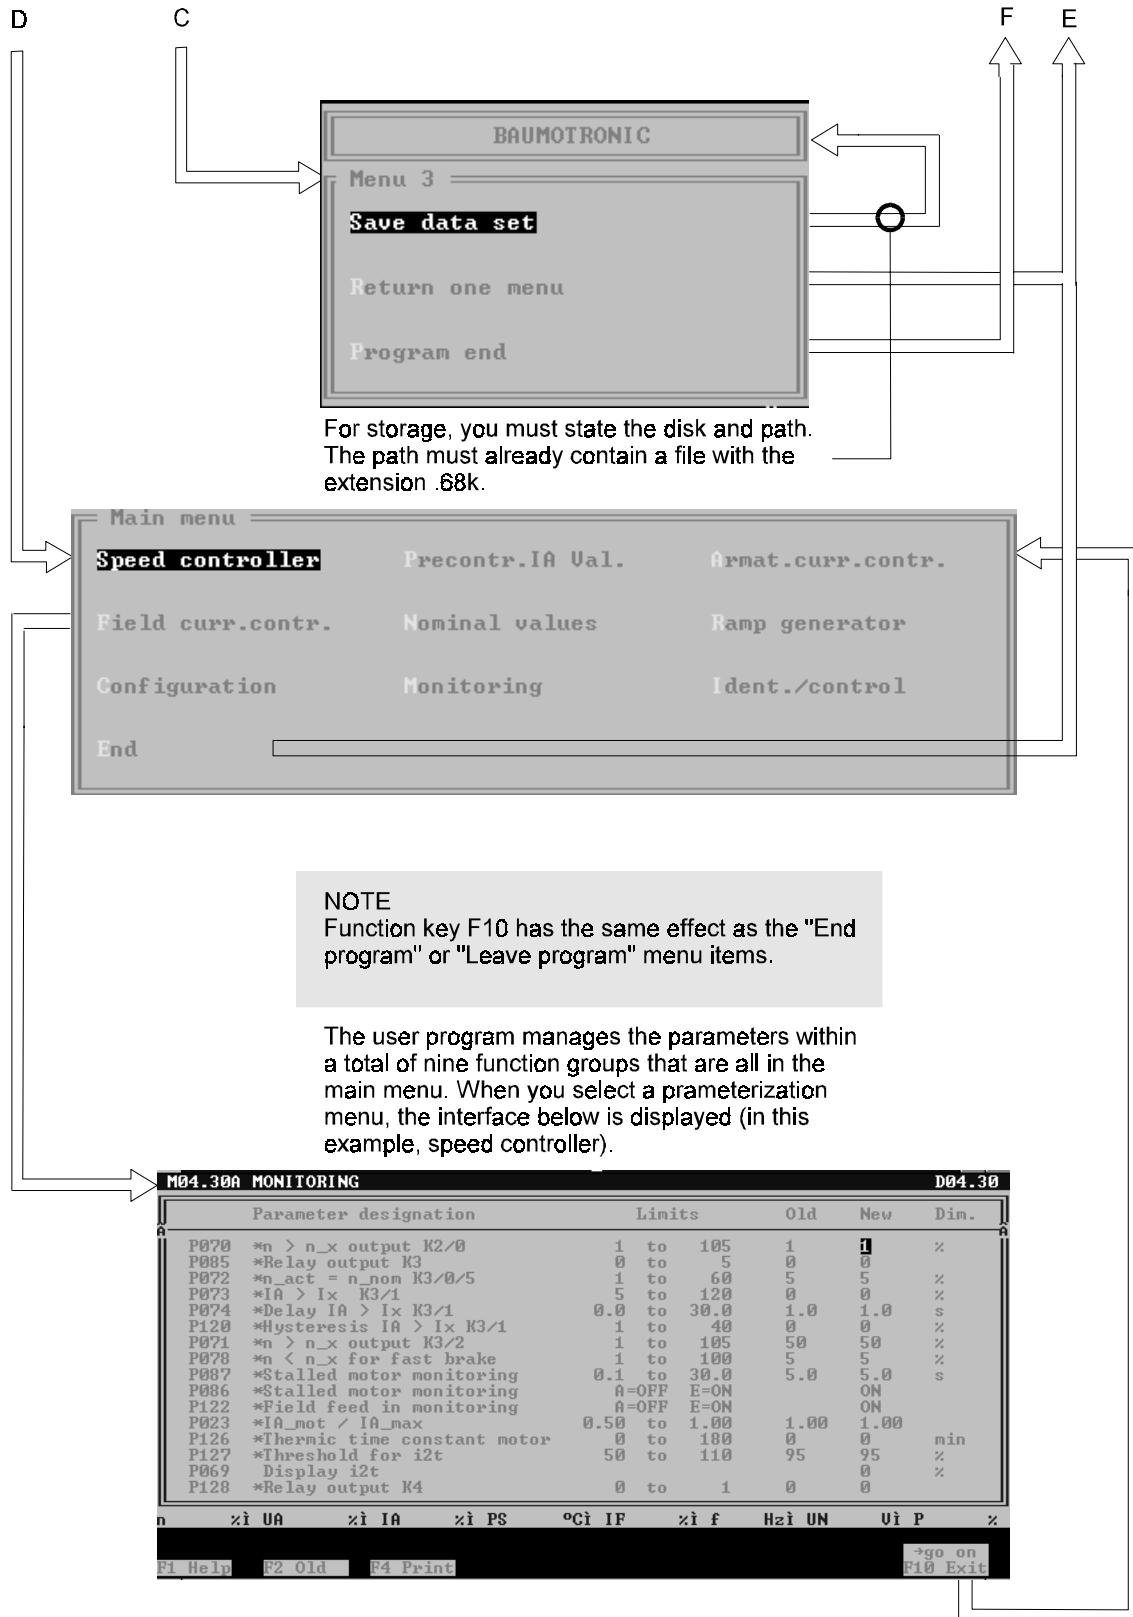 D C F E
BAUMOTRONIC
Menu 3
Save data set
Return one menu
Program end
For storage, you must state the disk and path.
The path must already contain a file with the
extension .68k.
Main menu
Speed controller Precontr.IA Val. Armat.curr.contr.
Field curr.contr. Nominal values Ramp generator
Configuration Monitoring Ident./control
End
NOTE
Function key F10 has the same effect as the "End
program" or "Leave program" menu items.
The user program manages the parameters within
a total of nine function groups that are all in the
main menu. When you select a prameterization
menu, the interface below is displayed (in this
example, speed controller).
M04.30A MONITORING D04.30
Parameter designation Limits Old New Dim.
P070 *n > n_x output K2/0 1 to 105 1 1 %
P085 *Relay output K3 0 to 5 0 0
P072 *n_act = n_nom K3/0/5 1 to 60 5 5 %
P073 *IA > Ix K3/1 5 to 120 0 0 %
P074 *Delay IA > Ix K3/1 0.0 to 30.0 1.0 1.0 s
P120 *Hysteresis IA > Ix K3/1 1 to 40 0 0 %
P071 *n > n_x output K3/2 1 to 105 50 50 %
P078 *n < n_x for fast brake 1 to 100 5 5 %
P087 *Stalled motor monitoring 0.1 to 30.0 5.0 5.0 s
P086 *Stalled motor monitoring A=OFF E=ON ON
P122 *Field feed in monitoring A=OFF E=ON ON
P023 *IA_mot / IA_max 0.50 to 1.00 1.00 1.00
P126 *Thermic time constant motor 0 to 180 0 0 min
P127 *Threshold for i2t 50 to 110 95 95 %
P069 Display i2t 0 %
P128 *Relay output K4 0 to 1 0 0
n %ì UA %ì IA %ì PS ºCì IF %ì f Hzì UN Vì P %
→go on
F1 Help F2 Old F4 Print F10 Exit